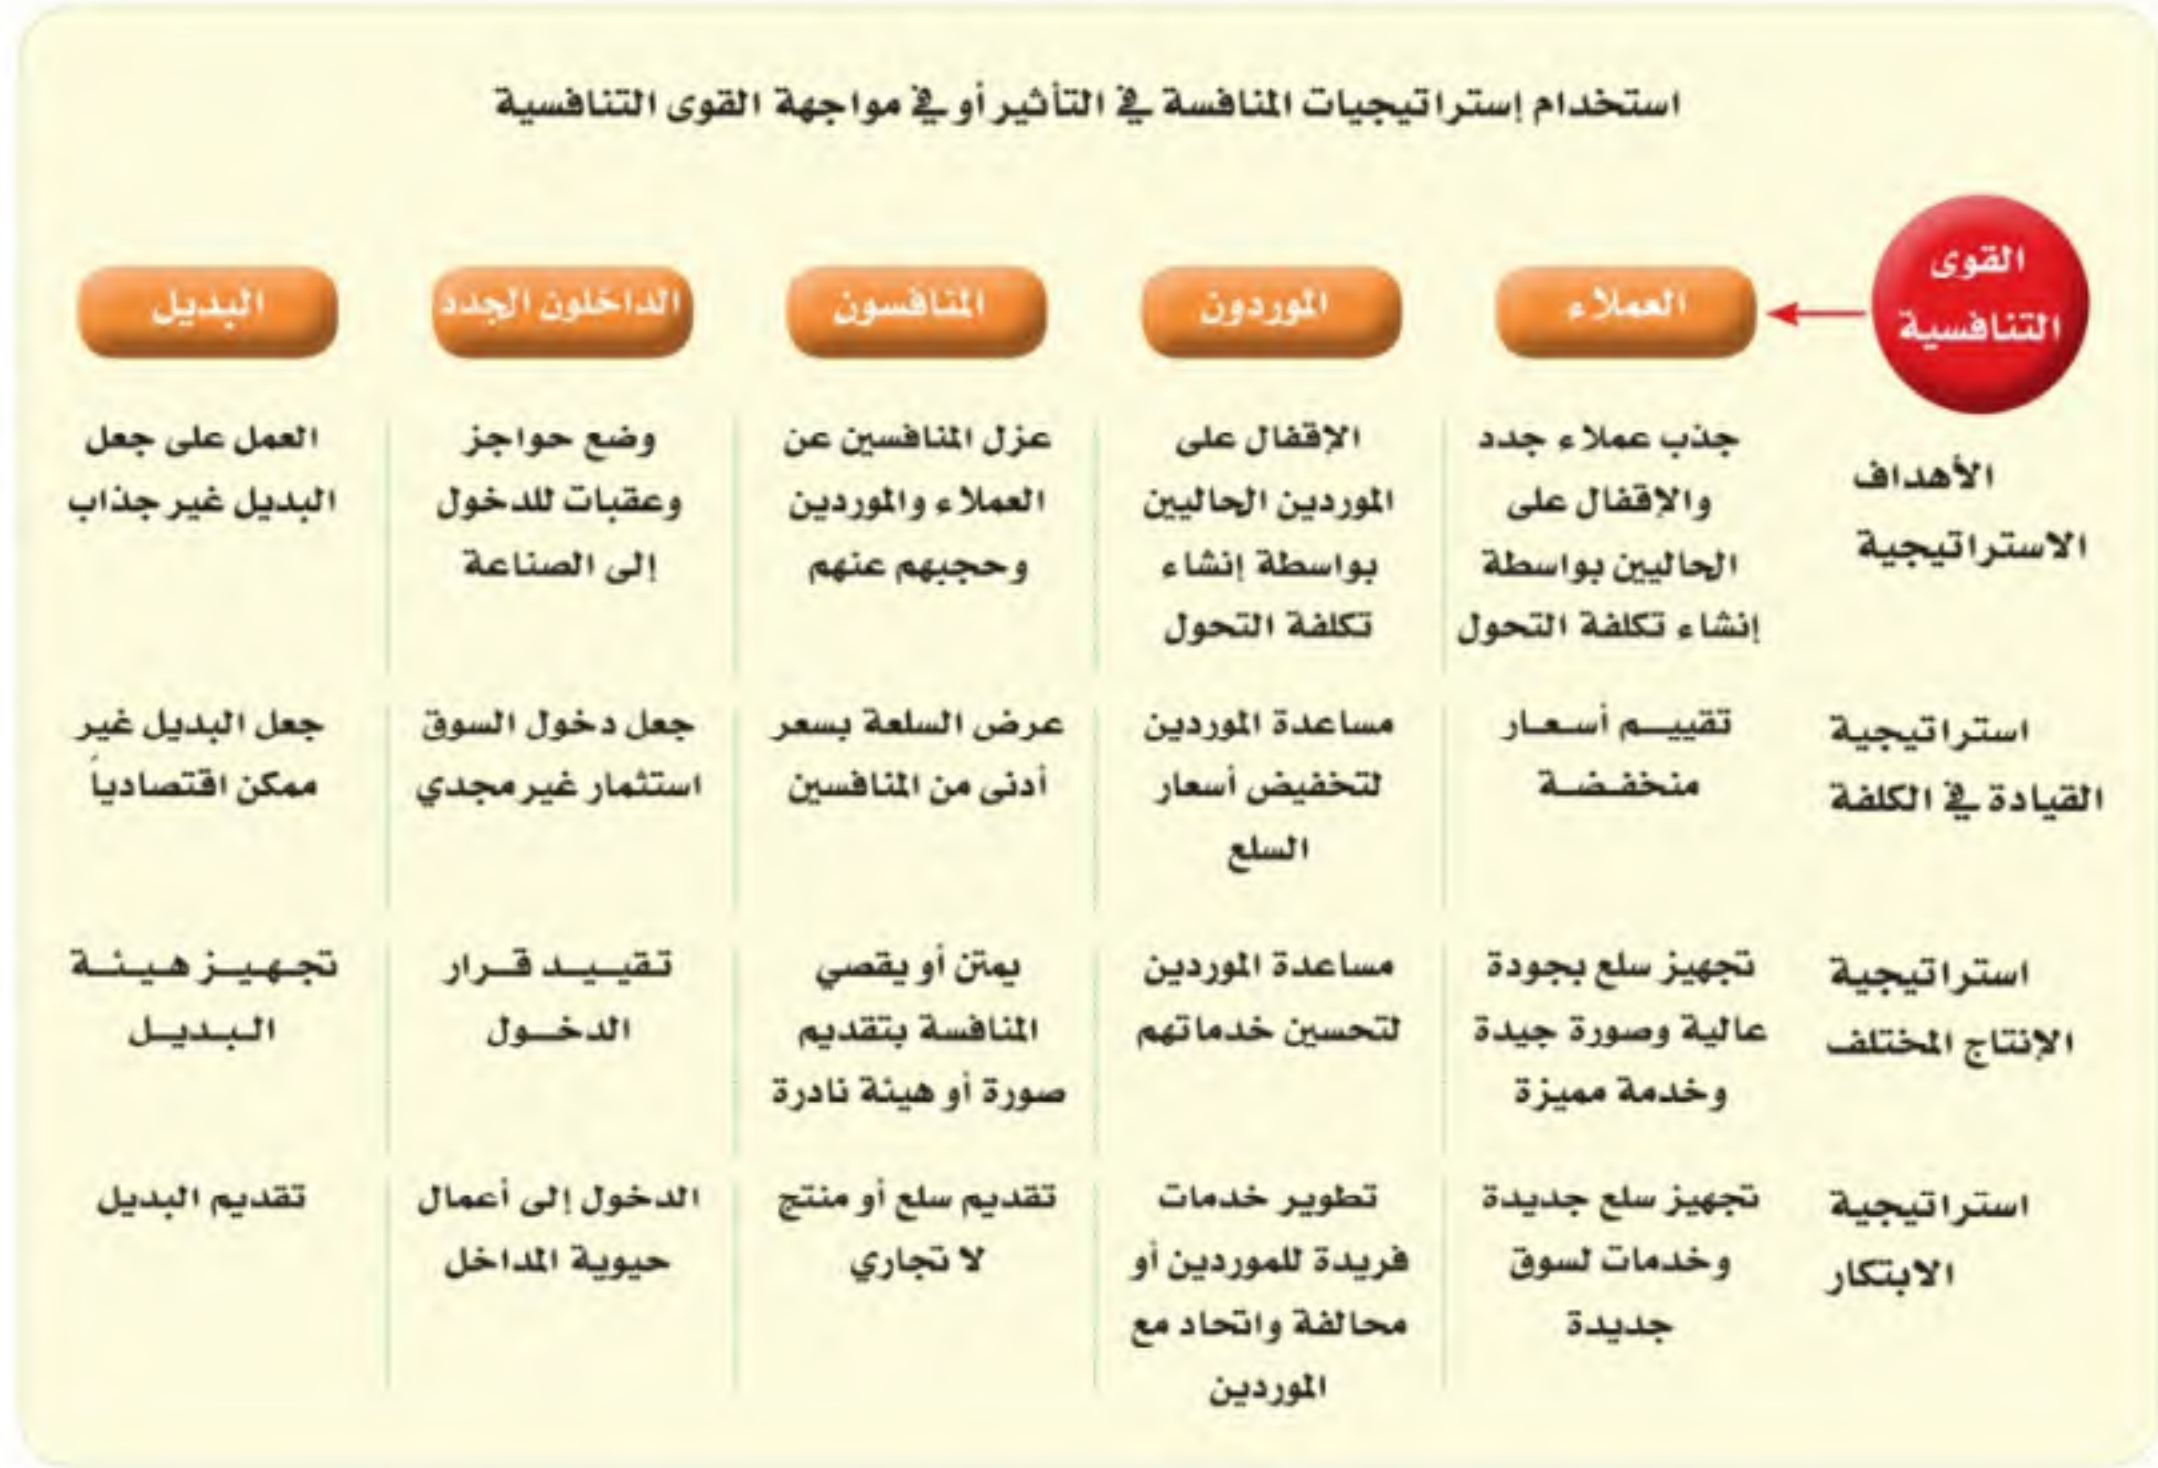 استخدام إستراتيجيات المنافسة في التأثير أو في مواجهة القوى التنافسية
القوى
التنافسية
العملاء
الموردون
المنافسون
الداخلون الجدد
البديل
الأهداف
الاستراتيجية
جذب عملاء جدد
والإقفال على
الحاليين بواسطة
إنشاء تكلفة التحول
الإقفال على
الموردين الحاليين
بواسطة إنشاء
تكلفة التحول
عزل المنافسين عن
العملاء والموردين
وحجبهم عنهم
وضع حواجز
وعقبات للدخول
إلى الصناعة
العمل على جعل
البديل غير جذاب
استراتيجية
القيادة في الكلفة
تقييم أسعار
منخفضة
مساعدة الموردين
لتخفيض أسعار
السلع
عرض السلعة بسعر
أدنى من المنافسين
جعل دخول السوق
استثمار غير مجدي
جعل البديل غير
ممكن اقتصادياً
استراتيجية
الإنتاج المختلف
تجهيز سلع بجودة
عالية وصورة جيدة
وخدمة مميزة
مساعدة الموردين
لتحسين خدماتهم
يمتن أو يقصي
المنافسة بتقديم
صورة أو هيئة نادرة
تقييد قرار
الدخول
تجهيز هيئة
البديل
استراتيجية
الابتكار
تجهيز سلع جديدة
وخدمات لسوق
جديدة
تطوير خدمات
فريدة للموردين أو
محالفة واتحاد مع
الموردين
تقديم سلع أو منتج
لا تجاري
الدخول إلى أعمال
حيوية المداخل
تقديم البديل